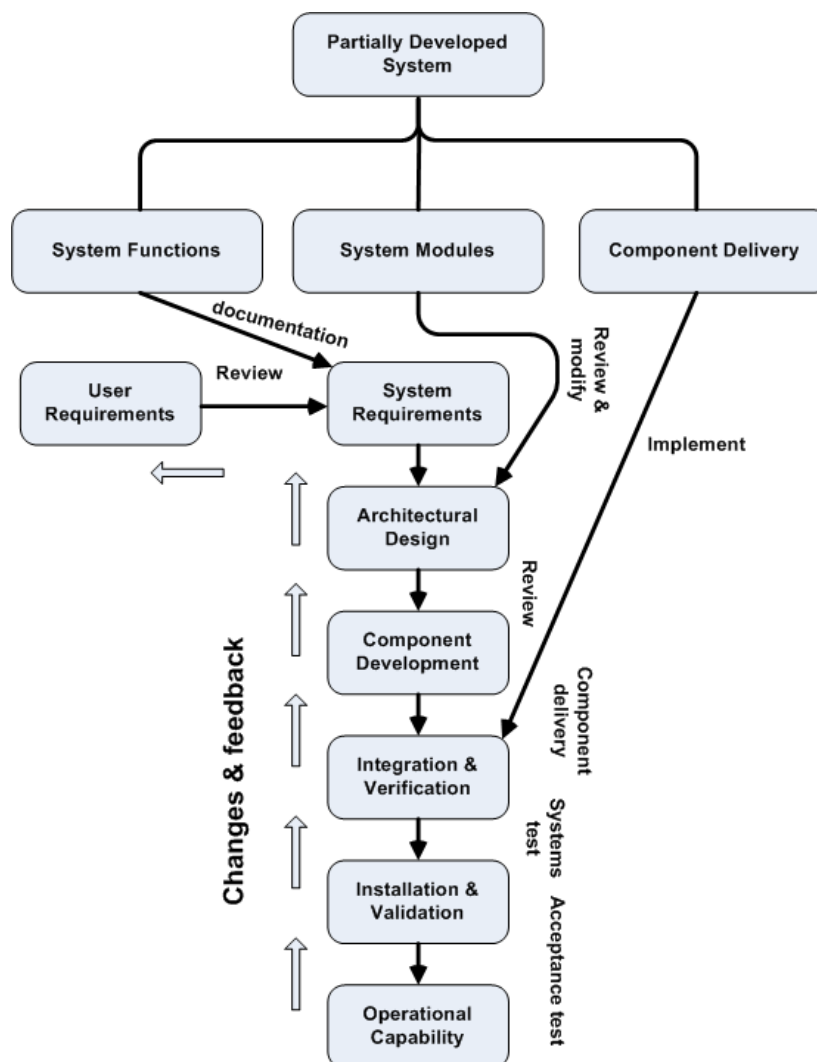 Partially Developed
System
System Functions
System Modules
Component Delivery
documentation
Review &
modify
Review
User
Requirements
System
Requirements
Implement
Architectural
Design
Review
Component
Development
Changes & feedback
Component
delivery
Integration &
Verification
Systems
test
Installation &
Validation
Acceptance test
Operational
Capability